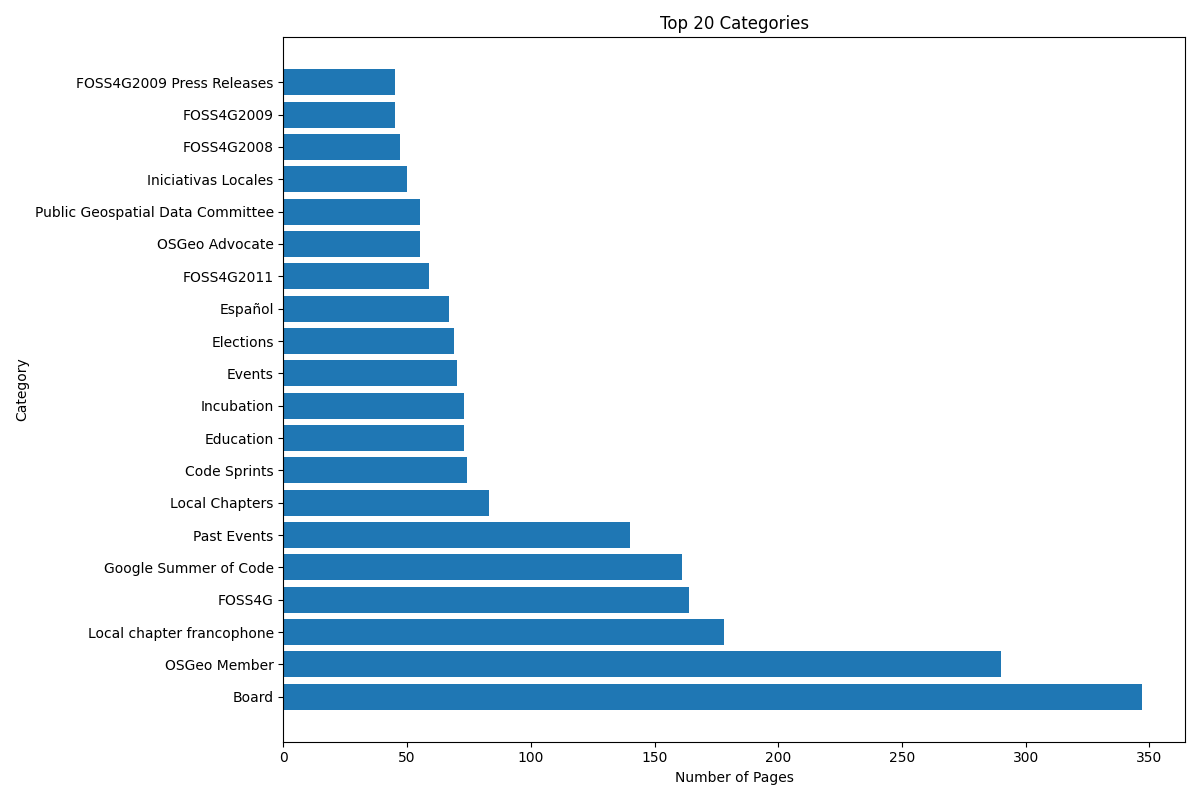 Top 20 Categories
FOSS4G2009 Press Releases
FOSS4G2009
FOSS4G2008
Iniciativas Locales
Public Geospatial Data Committee
OSGeo Advocate
FOSS4G2011
Español
Elections
Events
Incubation
Education
Code Sprints
Local Chapters
Past Events
Google Summer of Code
FOSS4G
Local chapter francophone
OSGeo Member
Board
Category
0 50 100 150 200 250 300 350
Number of Pages